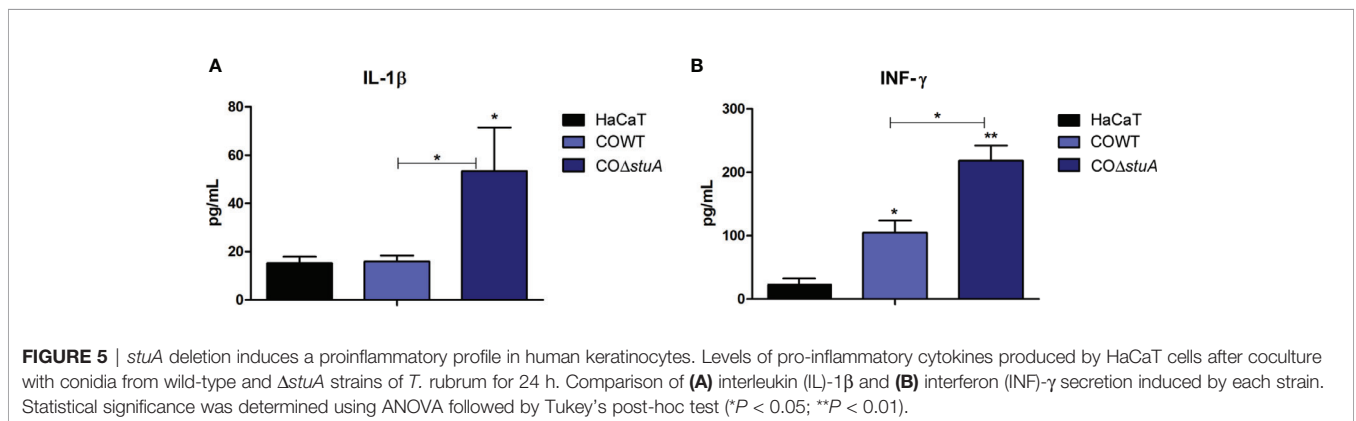 A
IL-1β
80
60
40
20
0
pg/mL
*
*
HaCaT
COWT
COΔstuA
B
INF-γ
300
200
100
0
pg/mL
*
*
**
HaCaT
COWT
COΔstuA
FIGURE 5 | stuA deletion induces a proinflammatory profile in human keratinocytes. Levels of pro-inflammatory cytokines produced by HaCaT cells after coculture
with conidia from wild-type and ΔstuA strains of T. rubrum for 24 h. Comparison of (A) interleukin (IL)-1β and (B) interferon (INF)-γ secretion induced by each strain.
Statistical significance was determined using ANOVA followed by Tukey’s post-hoc test (*P < 0.05; **P < 0.01).